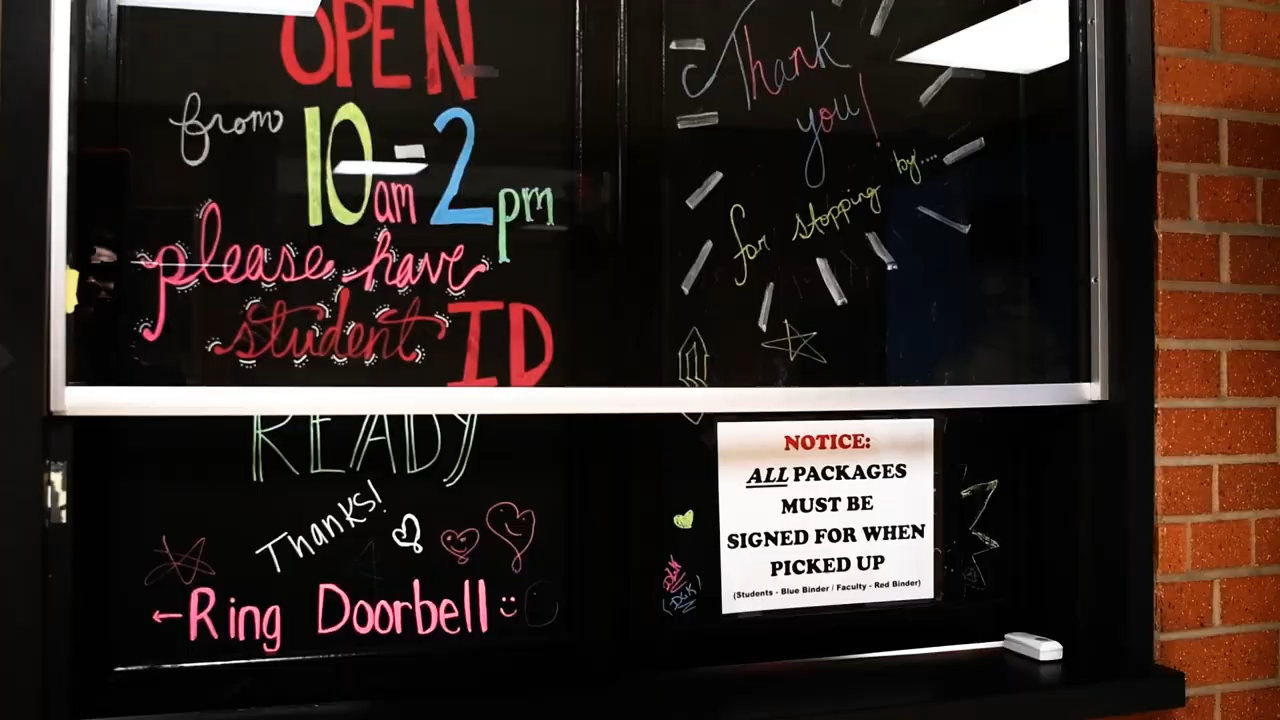 OPEN
from
10am-2pm
please have
student ID
READY
Thanks!
←Ring Doorbell
Thank
you!
for stopping by....
NOTICE:
ALL PACKAGES
MUST BE
SIGNED FOR WHEN
PICKED UP
(Students - Blue Binder / Faculty - Red Binder)